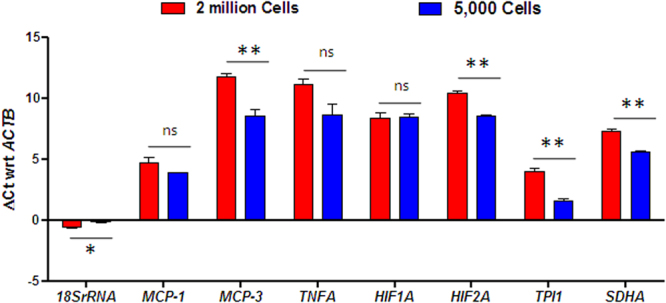 2 million Cells 5,000 Cells
ΔCt wrt ACTB
15
10
5
0
-5
* ns ** ns ns ** ** **
18SrRNA MCP-1 MCP-3 TNFA HIF1A HIF2A TPI1 SDHA